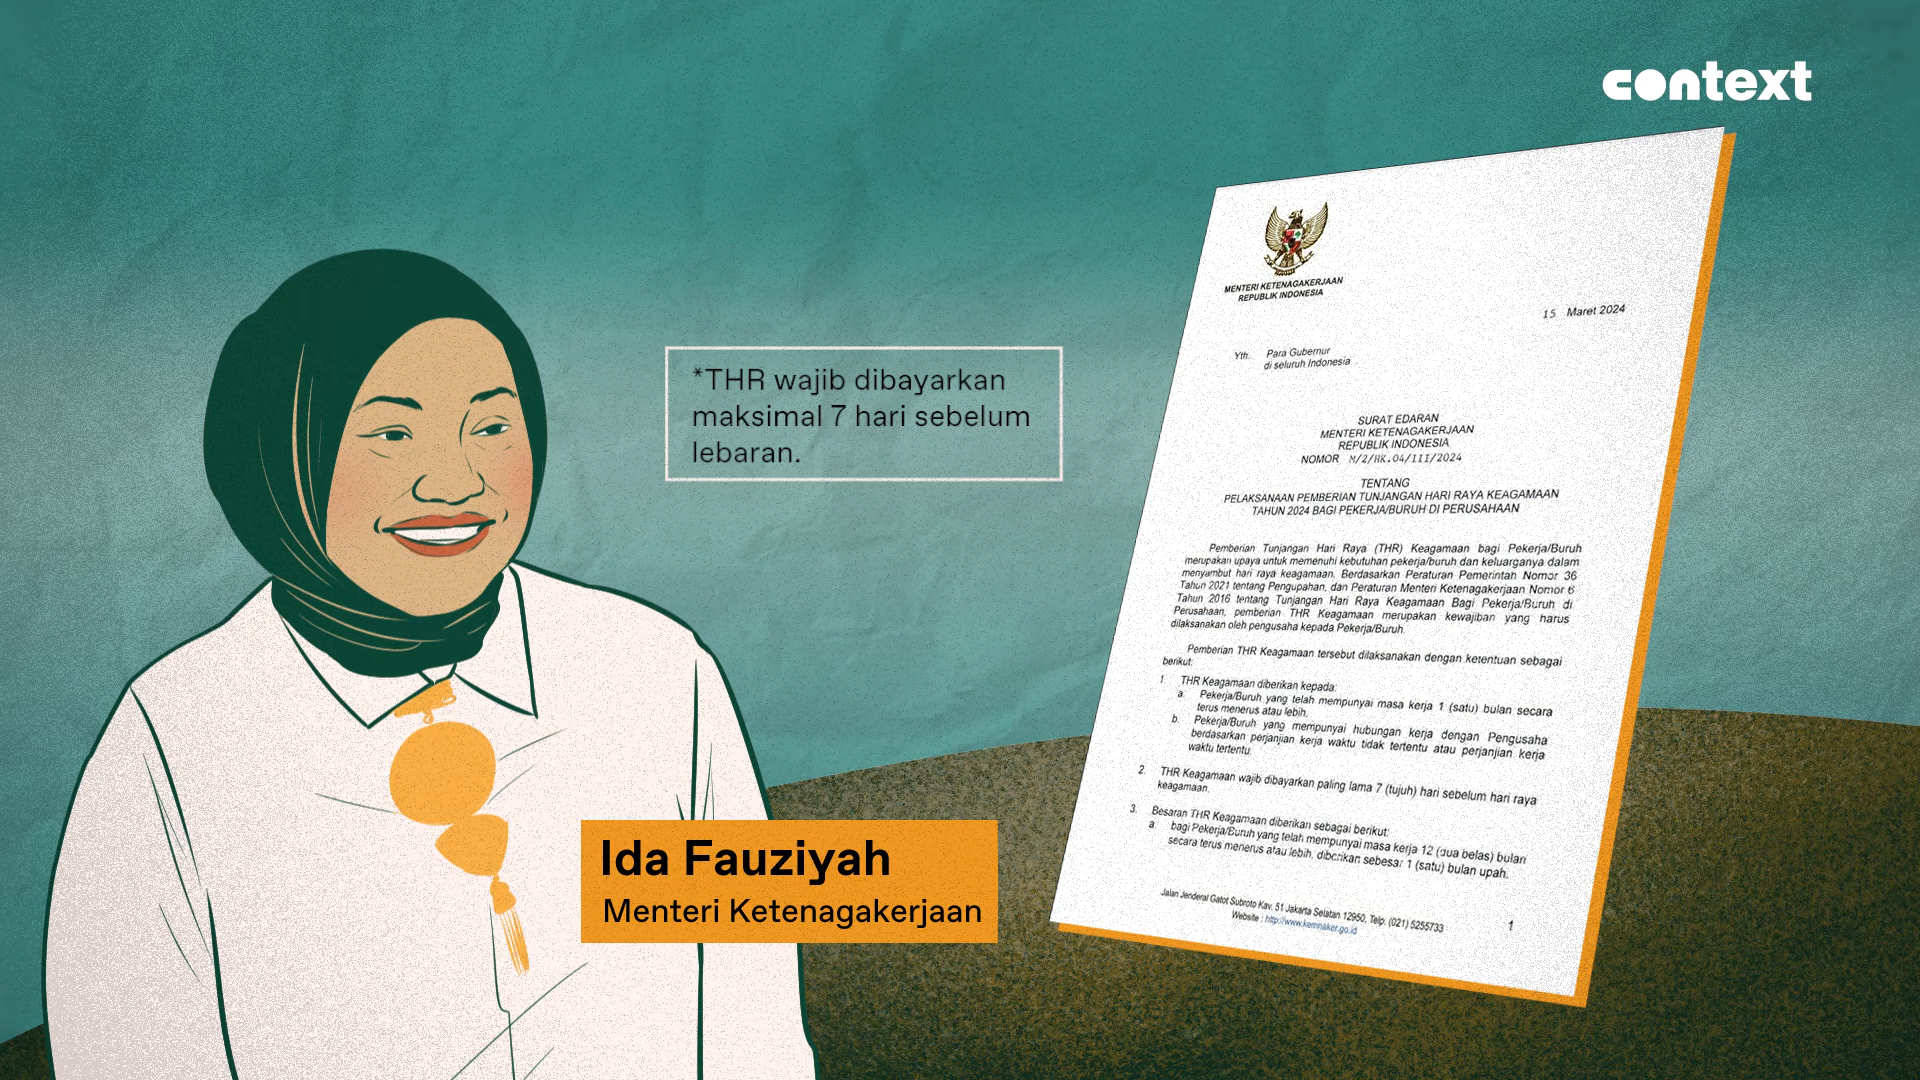 context
*THR wajib dibayarkan
maksimal 7 hari sebelum
lebaran.
Ida Fauziyah
Menteri Ketenagakerjaan
MENTERI KETENAGAKERJAAN
REPUBLIK INDONESIA
15 Maret 2024
Yth. Para Gubernur
di seluruh Indonesia
SURAT EDARAN
MENTERI KETENAGAKERJAAN
REPUBLIK INDONESIA
NOMOR M/2/HK.04/III/2024
TENTANG
PELAKSANAAN PEMBERIAN TUNJANGAN HARI RAYA KEAGAMAAN
TAHUN 2024 BAGI PEKERJA/BURUH DI PERUSAHAAN
Pemberian Tunjangan Hari Raya (THR) Keagamaan bagi Pekerja/Buruh
merupakan upaya untuk memenuhi kebutuhan pekerja/buruh dan keluarganya dalam
menyambut hari raya keagamaan. Berdasarkan Peraturan Pemerintah Nomor 36
Tahun 2021 tentang Pengupahan, dan Peraturan Menteri Ketenagakerjaan Nomor 6
Tahun 2016 tentang Tunjangan Hari Raya Keagamaan Bagi Pekerja/Buruh di
Perusahaan, pemberian THR Keagamaan merupakan kewajiban yang harus
dilaksanakan oleh pengusaha kepada Pekerja/Buruh.
Pemberian THR Keagamaan tersebut dilaksanakan dengan ketentuan sebagai
berikut:
1. THR Keagamaan diberikan kepada:
a. Pekerja/Buruh yang telah mempunyai masa kerja 1 (satu) bulan secara
terus menerus atau lebih.
b. Pekerja/Buruh yang mempunyai hubungan kerja dengan Pengusaha
berdasarkan perjanjian kerja waktu tidak tertentu atau perjanjian kerja
waktu tertentu.
2. THR Keagamaan wajib dibayarkan paling lama 7 (tujuh) hari sebelum hari raya
keagamaan.
3. Besaran THR Keagamaan diberikan sebagai berikut:
a. bagi Pekerja/Buruh yang telah mempunyai masa kerja 12 (dua belas) bulan
secara terus menerus atau lebih, diberikan sebesar 1 (satu) bulan upah.
Jalan Jenderal Gatot Subroto Kav. 51 Jakarta Selatan 12950, Telp. (021) 5255733
Website : http://www.kemnaker.go.id
1